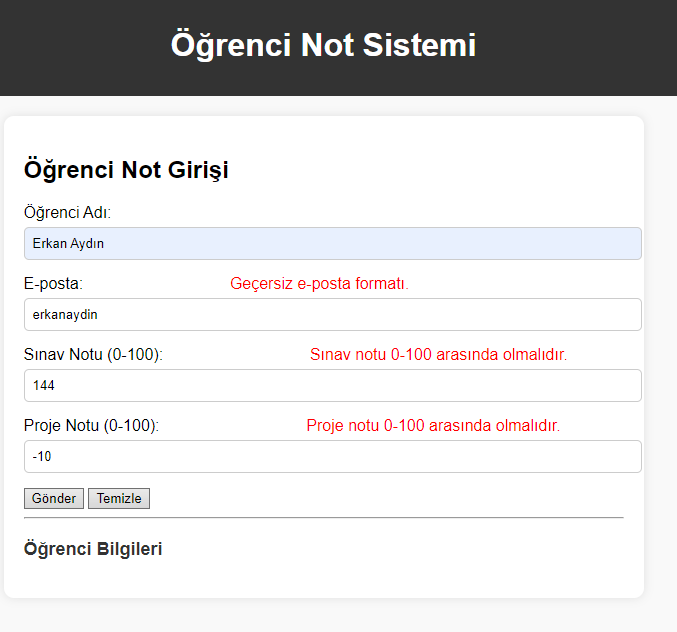 Öğrenci Not Sistemi
Öğrenci Not Girişi
Öğrenci Adı:
Erkan Aydın
E-posta: Geçersiz e-posta formatı.
erkanaydin
Sınav Notu (0-100): Sınav notu 0-100 arasında olmalıdır.
144
Proje Notu (0-100): Proje notu 0-100 arasında olmalıdır.
-10
Gönder Temizle
Öğrenci Bilgileri